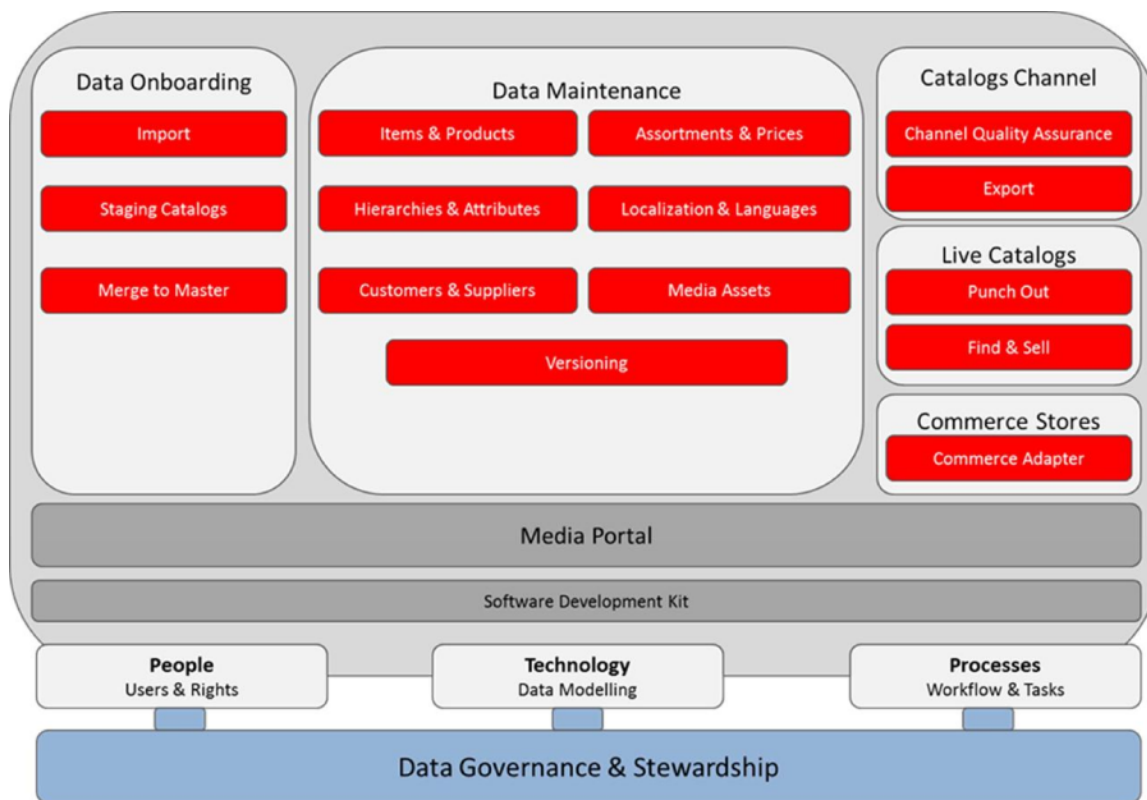 Data Onboarding
Import
Staging Catalogs
Merge to Master
Data Maintenance
Items & Products
Assortments & Prices
Hierarchies & Attributes
Localization & Languages
Customers & Suppliers
Media Assets
Versioning
Catalogs Channel
Channel Quality Assurance
Export
Live Catalogs
Punch Out
Find & Sell
Commerce Stores
Commerce Adapter
Media Portal
Software Development Kit
People
Users & Rights
Technology
Data Modelling
Processes
Workflow & Tasks
Data Governance & Stewardship